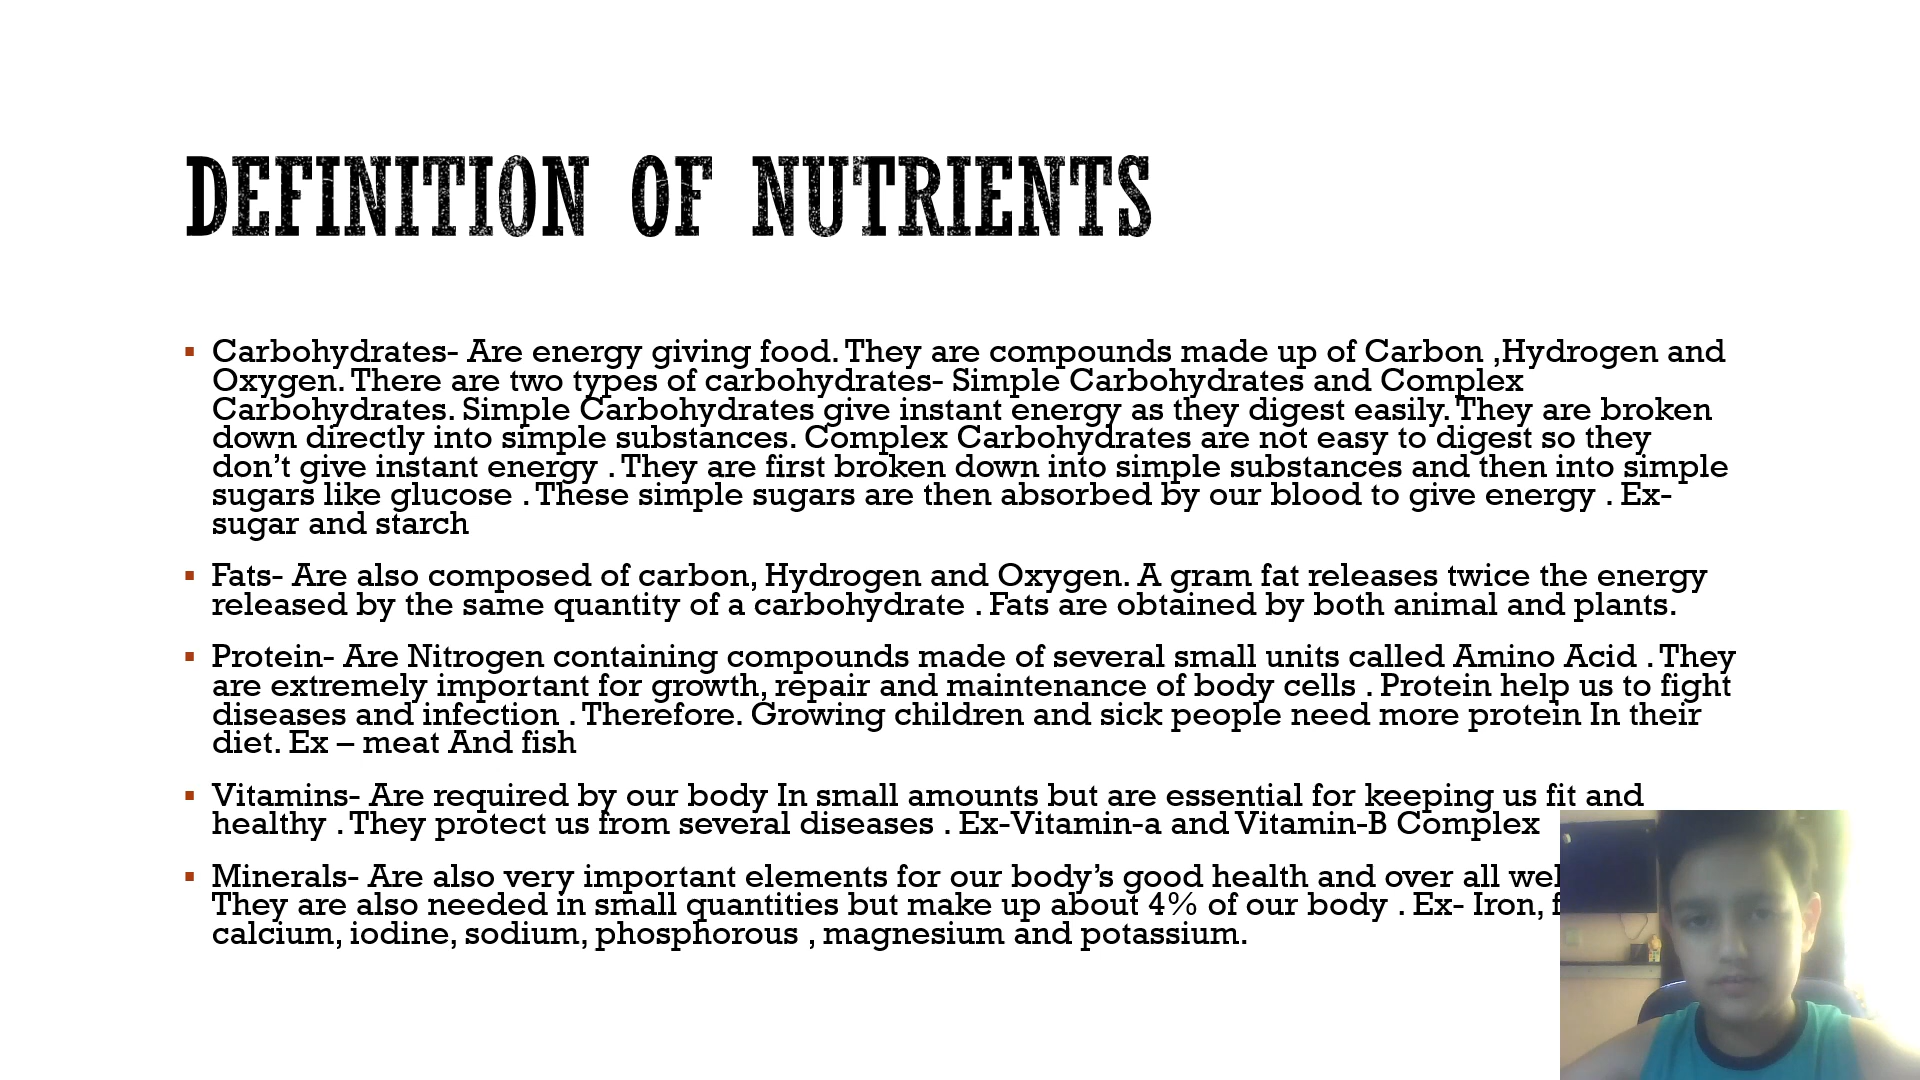 DEFINITION OF NUTRIENTS
▪ Carbohydrates- Are energy giving food. They are compounds made up of Carbon ,Hydrogen and
Oxygen. There are two types of carbohydrates- Simple Carbohydrates and Complex
Carbohydrates. Simple Carbohydrates give instant energy as they digest easily. They are broken
down directly into simple substances. Complex Carbohydrates are not easy to digest so they
don’t give instant energy . They are first broken down into simple substances and then into simple
sugars like glucose . These simple sugars are then absorbed by our blood to give energy . Ex-
sugar and starch
▪ Fats- Are also composed of carbon, Hydrogen and Oxygen. A gram fat releases twice the energy
released by the same quantity of a carbohydrate . Fats are obtained by both animal and plants.
▪ Protein- Are Nitrogen containing compounds made of several small units called Amino Acid . They
are extremely important for growth, repair and maintenance of body cells . Protein help us to fight
diseases and infection . Therefore. Growing children and sick people need more protein In their
diet. Ex – meat And fish
▪ Vitamins- Are required by our body In small amounts but are essential for keeping us fit and
healthy . They protect us from several diseases . Ex-Vitamin-a and Vitamin-B Complex
▪ Minerals- Are also very important elements for our body’s good health and over all
They are also needed in small quantities but make up about 4% of our body . Ex- Iron,
calcium, iodine, sodium, phosphorous , magnesium and potassium.